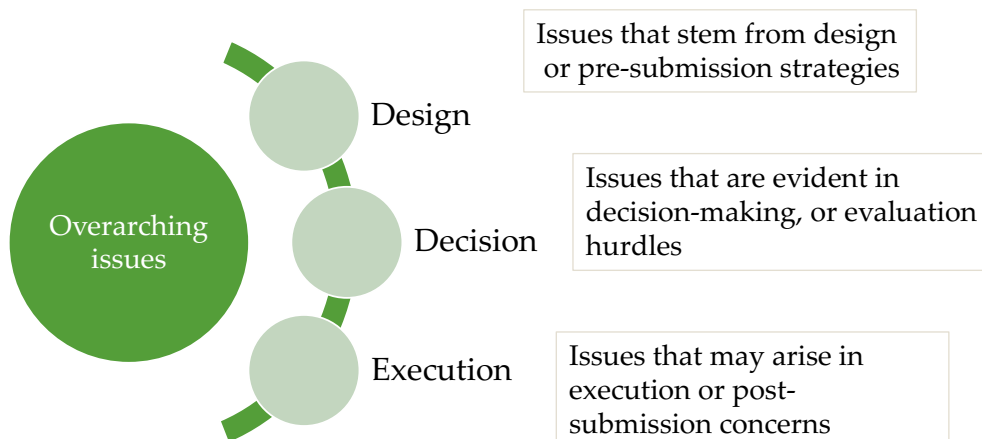 Issues that stem from design
or pre-submission strategies
Design
Issues that are evident in
decision-making, or evaluation
hurdles
Overarching
issues
Decision
Execution
Issues that may arise in
execution or post-
submission concerns